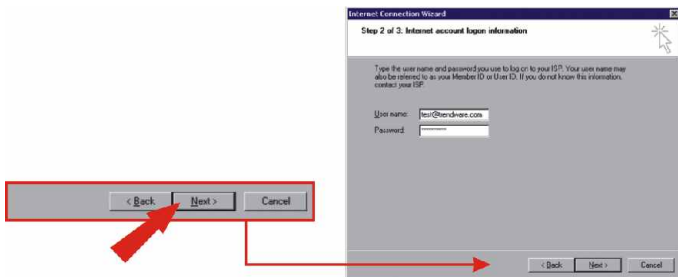 Internet Connection Wizard
Step 2 of 3: Internet account logon information
Type the user name and password you use to log on to your ISP. Your user name may
also be referred to as your Member ID or User ID. If you do not know this information,
contact your ISP.
User name: test@trendware.com
Password:
< Back Next > Cancel
< Back Next > Cancel